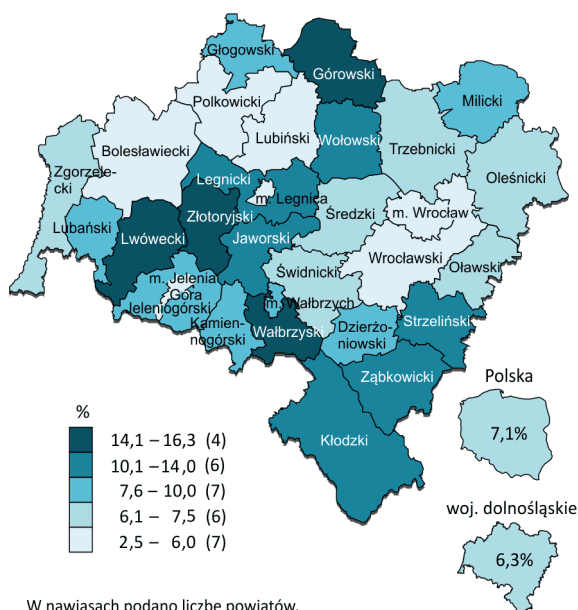 Głogowski
Górowski
Milicki
Polkowicki
Lubiński
Wołowski
Trzebnicki
Bolesławiecki
Zgorzele-
cki
Legnicki
m. Legnica
Oleśnicki
Średzki
m. Wrocław
Lubański
Lwówecki
Złotoryjski
Jaworski
Wrocławski
Oławski
m. Jelenia
Góra
Jeleniogórski
Świdnicki
m. Wałbrzych
Kamien-
nogórski
Wałbrzyski
Dzierżo-
niowski
Strzeliński
Ząbkowicki
Kłodzki
Polska
7,1%
woj. dolnośląskie
6,3%
%
14,1 – 16,3 (4)
10,1 – 14,0 (6)
7,6 – 10,0 (7)
6,1 – 7,5 (6)
2,5 – 6,0 (7)
W nawiasach podano liczbę powiatów.